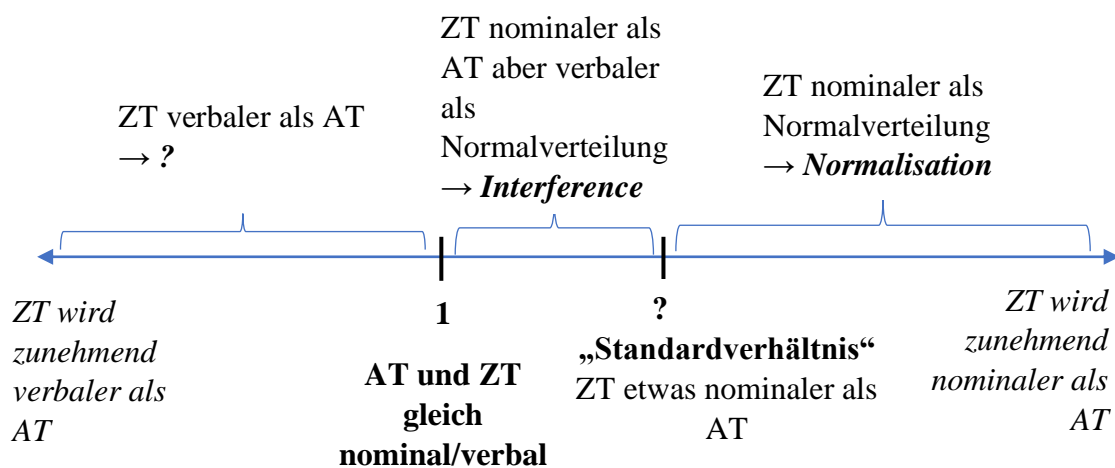 ZT verbaler als AT
→ ?
ZT nominaler als
AT aber verbaler
als
Normalverteilung
→ Interference
ZT nominaler als
Normalverteilung
→ Normalisation
ZT wird
zunehmend
verbaler als
AT
1
AT und ZT
gleich
nominal/verbal
?
„Standardverhältnis“
ZT etwas nominaler als
AT
ZT wird
zunehmend
nominaler als
AT